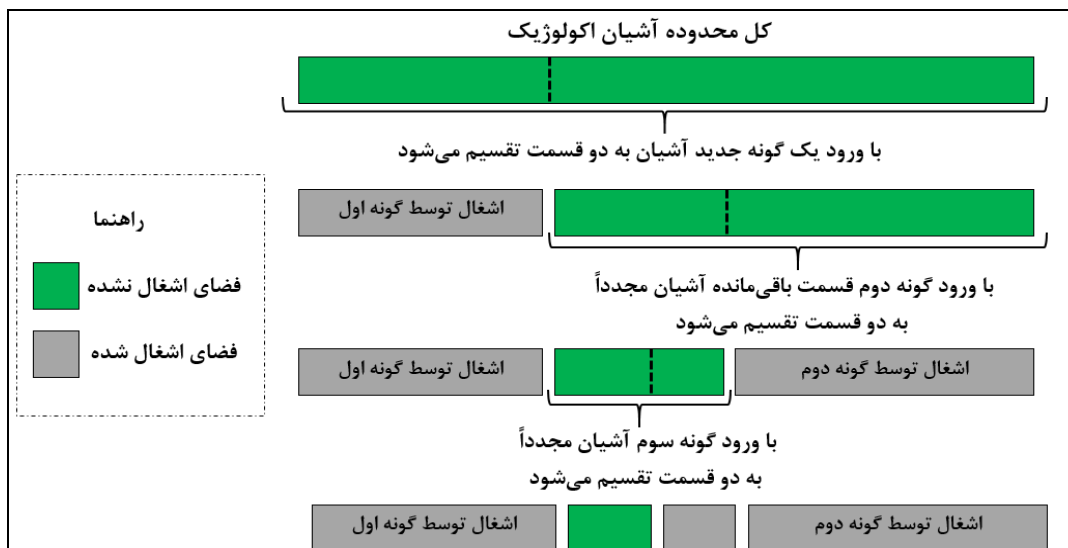 کل محدوده آشیان اکولوژیک
با ورود یک گونه جدید آشیان به دو قسمت تقسیم می‌شود
اشغال توسط گونه اول
با ورود گونه دوم قسمت باقی‌مانده آشیان مجدداً
به دو قسمت تقسیم می‌شود
اشغال توسط گونه دوم
اشغال توسط گونه اول
با ورود گونه سوم آشیان مجدداً
به دو قسمت تقسیم می‌شود
اشغال توسط گونه دوم
اشغال توسط گونه اول
راهنما
فضای اشغال نشده
فضای اشغال شده